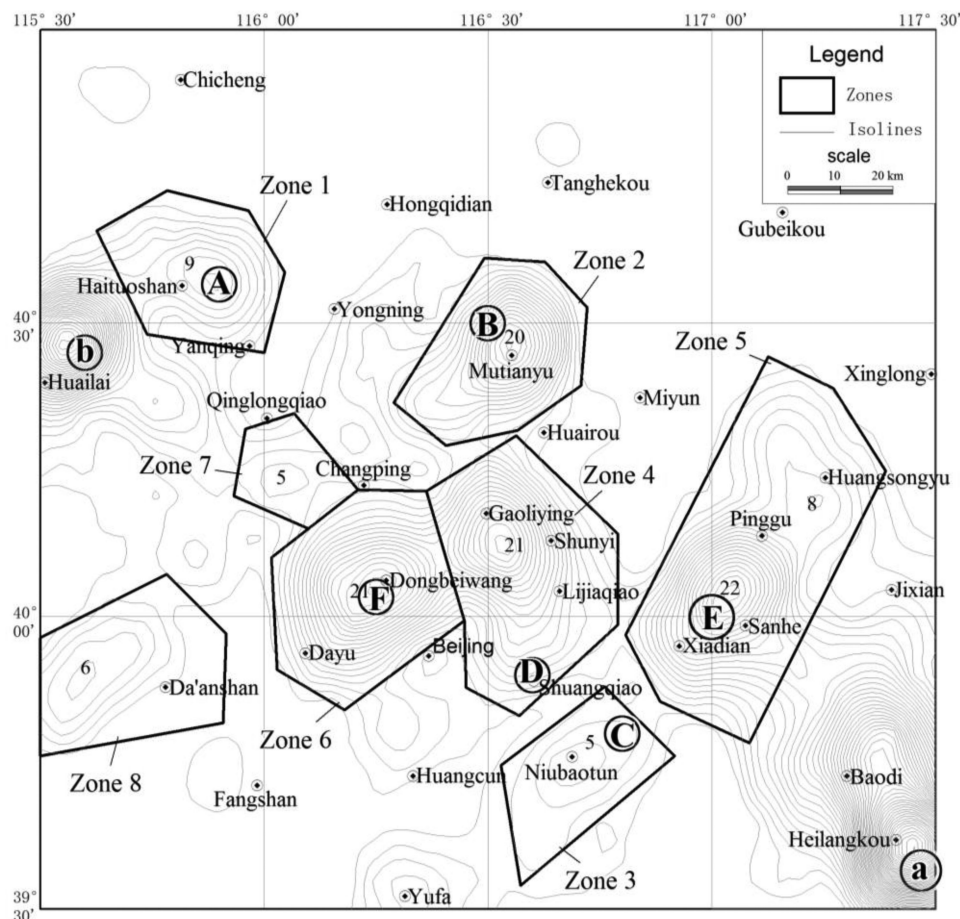 115° 30′ 116° 00′ 116° 30′ 117° 00′ 117° 30′
Legend
Zones
Isolines
scale
0 10 20 km
Chicheng
Tanghekou
Hongqidian
Gubeikou
Zone 1
Zone 2
9
A
Haituoshan
Yongning
B
20
Mutianyu
40°
30′
Yanqing
b
Huailai
Zone 5
Xinglong
Miyun
Qinglongqiao
Huairou
Zone 7
5
Changping
Zone 4
Huangsongyu
8
Gaoliying
21
Shunyi
Pinggu
Dongbeiwang
21
F
Lijiaqiao
22
Jixian
40°
00′
E
Sanhe
Xiadian
Dayu
Beijing
6
Da'anshan
D
Shuangqiao
Zone 6
C
5
Niubaotun
Zone 8
Huangcun
Fangshan
Baodi
Heilangkou
a
Zone 3
Yufa
39°
30′